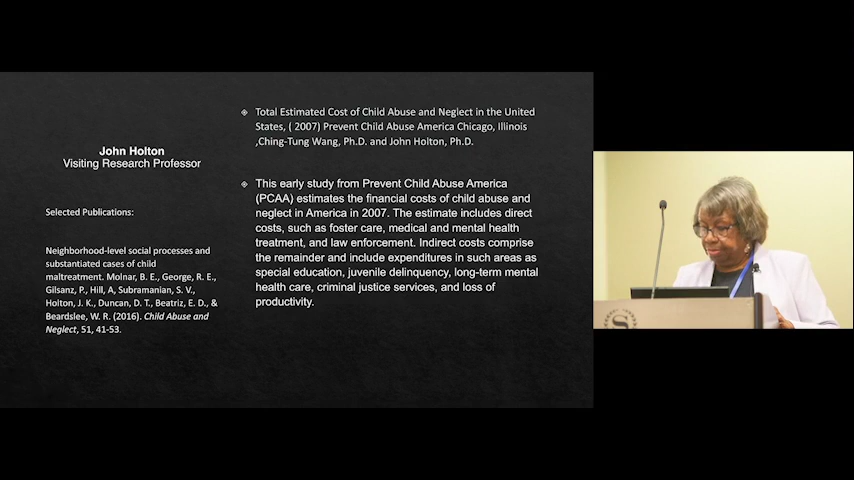 John Holton
Visiting Research Professor
Selected Publications:
Neighborhood-level social processes and
substantiated cases of child
maltreatment. Molnar, B. E., George, R. E.,
Gilsanz, P., Hill, A, Subramanian, S. V.,
Holton, J. K., Duncan, D. T., Beatriz, E. D., &
Beardslee, W. R. (2016). Child Abuse and
Neglect, 51, 41-53.
Total Estimated Cost of Child Abuse and Neglect in the United
States, ( 2007) Prevent Child Abuse America Chicago, Illinois
,Ching-Tung Wang, Ph.D. and John Holton, Ph.D.
This early study from Prevent Child Abuse America
(PCAA) estimates the financial costs of child abuse and
neglect in America in 2007. The estimate includes direct
costs, such as foster care, medical and mental health
treatment, and law enforcement. Indirect costs comprise
the remainder and include expenditures in such areas as
special education, juvenile delinquency, long-term mental
health care, criminal justice services, and loss of
productivity.